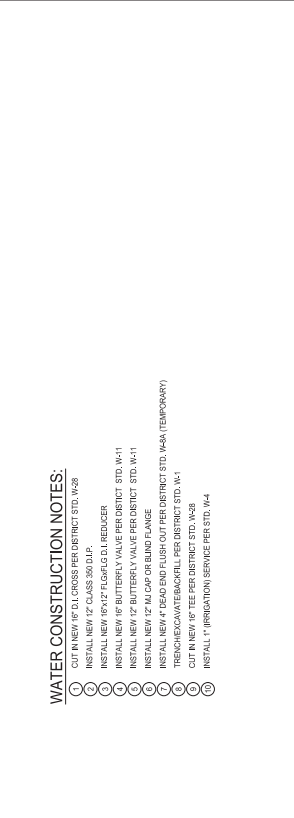 WATER CONSTRUCTION NOTES:
1 CUT IN NEW 16" D.I. CROSS PER DISTRICT STD. W-28
2 INSTALL NEW 12" CLASS 350 D.I.P.
3 INSTALL NEW 16"x12" FLGxFLG D.I. REDUCER
4 INSTALL NEW 16" BUTTERFLY VALVE PER DISTICT STD. W-11
5 INSTALL NEW 12" BUTTERFLY VALVE PER DISTICT STD. W-11
6 INSTALL NEW 12" MJ CAP OR BLIND FLANGE
7 INSTALL NEW 4" DEAD END FLUSH OUT PER DISTRICT STD. W-8A (TEMPORARY)
8 TRENCH/EXCAVATE/BACKFILL PER DISTRICT STD. W-1
9 CUT IN NEW 16" TEE PER DISTRICT STD. W-28
10 INSTALL 1" (IRRIGATION) SERVICE PER STD. W-4